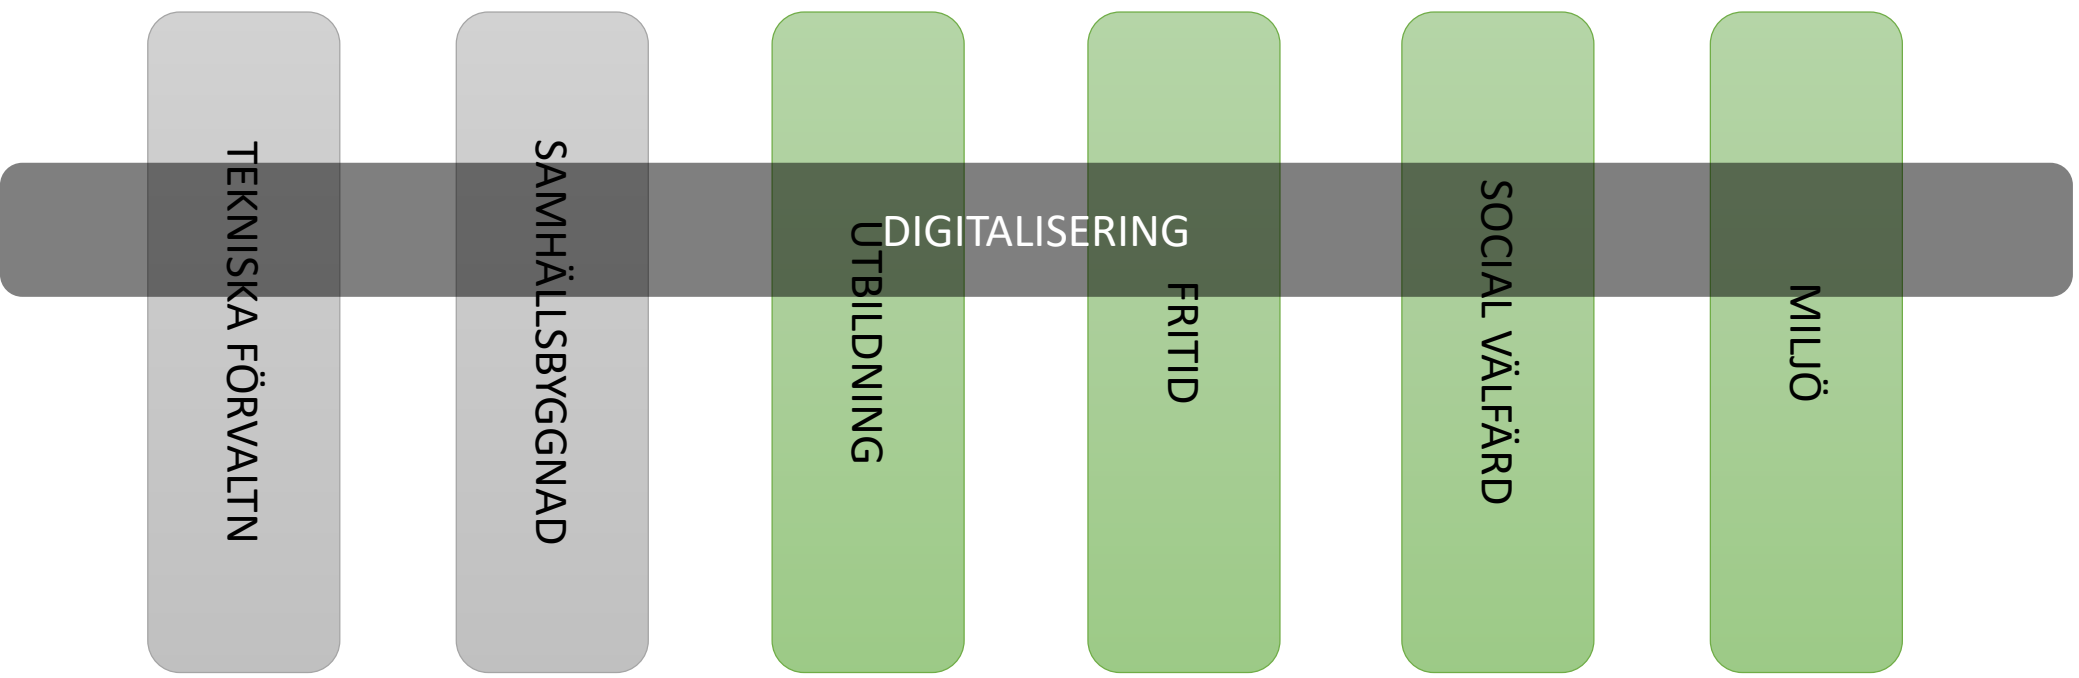 TEKNISKA FÖRVALTN
SAMHÄLLSBYGGNAD
UTBILDNING
DIGITALISERING
FRITID
SOCIAL VÄLFÄRD
MILJÖ